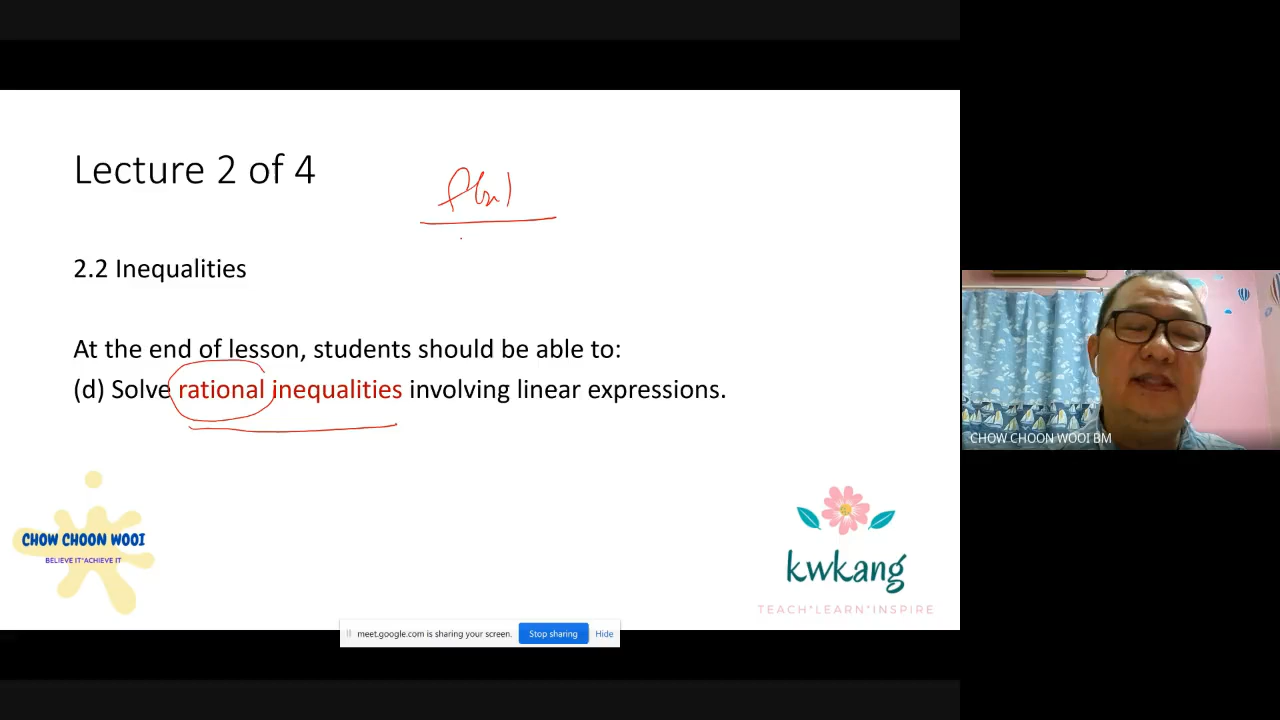 Lecture 2 of 4
2.2 Inequalities
At the end of lesson, students should be able to:
(d) Solve rational inequalities involving linear expressions.
CHOW CHOON WOOI
BELIEVE IT*ACHIEVE IT
kwkang
TEACH*LEARN*INSPIRE
meet.google.com is sharing your screen.
Stop sharing
Hide
CHOW CHOON WOOI BM